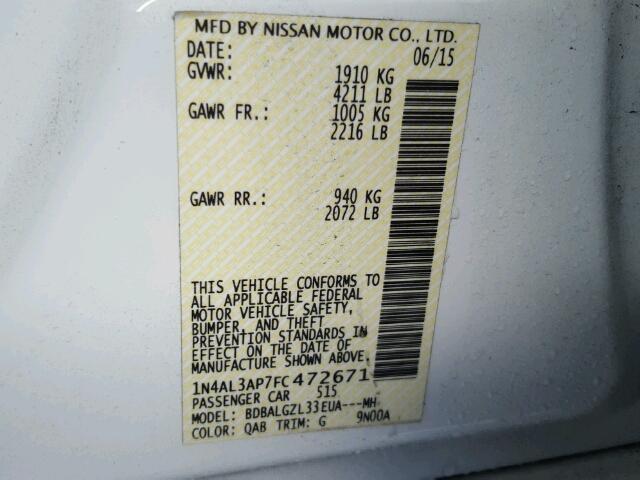 MFD BY NISSAN MOTOR CO., LTD.
DATE: 06/15
GVWR: 1910 KG
4211 LB
GAWR FR.: 1005 KG
2216 LB
GAWR RR.: 940 KG
2072 LB
THIS VEHICLE CONFORMS TO
ALL APPLICABLE FEDERAL
MOTOR VEHICLE SAFETY,
BUMPER, AND THEFT
PREVENTION STANDARDS IN
EFFECT ON THE DATE OF
MANUFACTURE SHOWN ABOVE.
1N4AL3AP7FC472671
PASSENGER CAR 515
MODEL: BDBALGZL33EUA---MH
COLOR: QAB TRIM: G 9N00A